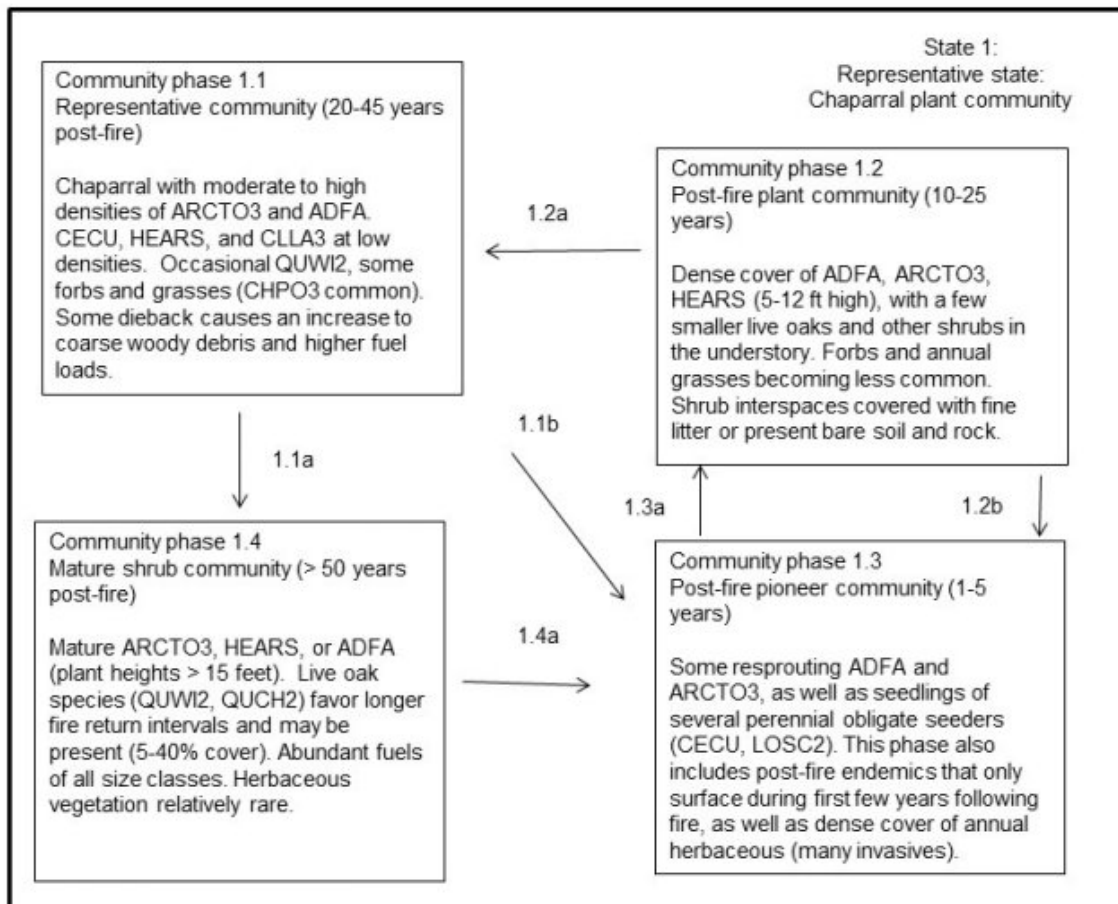 State 1:
Representative state:
Chaparral plant community
Community phase 1.1
Representative community (20-45 years
post-fire)
Chaparral with moderate to high
densities of ARCTO3 and ADFA.
CECU, HEARS, and CLLA3 at low
densities.  Occasional QUWI2, some
forbs and grasses (CHPO3 common).
Some dieback causes an increase to
coarse woody debris and higher fuel
loads.
1.2a
Community phase 1.2
Post-fire plant community (10-25
years)
Dense cover of ADFA, ARCTO3,
HEARS (5-12 ft high), with a few
smaller live oaks and other shrubs in
the understory. Forbs and annual
grasses becoming less common.
Shrub interspaces covered with fine
litter or present bare soil and rock.
1.1a
1.1b
1.3a
1.2b
Community phase 1.4
Mature shrub community (> 50 years
post-fire)
Mature ARCTO3, HEARS, or ADFA
(plant heights > 15 feet).  Live oak
species (QUWI2, QUCH2) favor longer
fire return intervals and may be
present (5-40% cover). Abundant fuels
of all size classes. Herbaceous
vegetation relatively rare.
1.4a
Community phase 1.3
Post-fire pioneer community (1-5
years)
Some resprouting ADFA and
ARCTO3, as well as seedlings of
several perennial obligate seeders
(CECU, LOSC2). This phase also
includes post-fire endemics that only
surface during first few years following
fire, as well as dense cover of annual
herbaceous (many invasives).